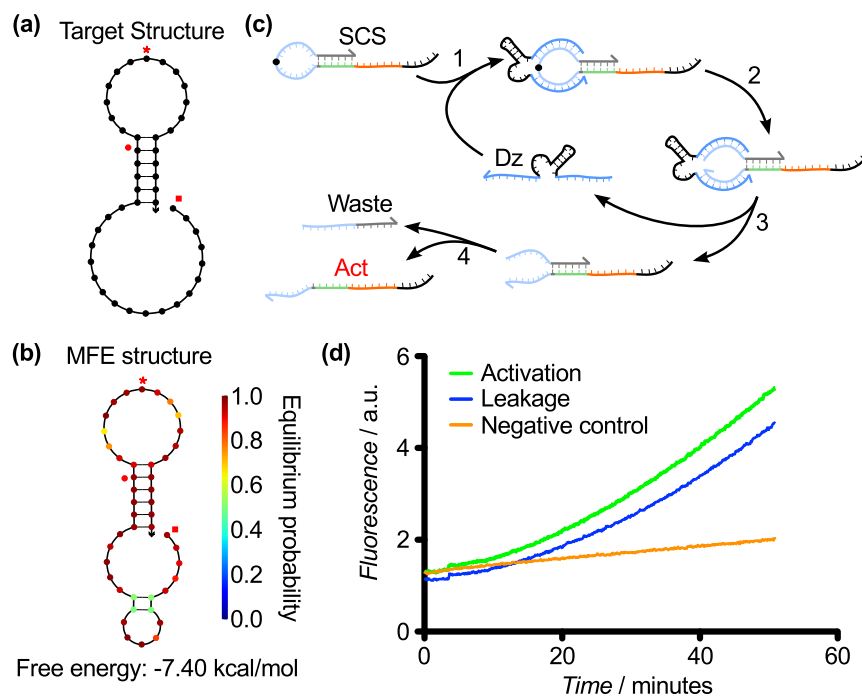 (a)
Target Structure
*
(c)
SCS
1
2
Dz
3
Waste
4
Act
(b)
MFE structure
*
1.0
0.8
0.6
0.4
0.2
0.0
Equilibrium probability
Free energy: -7.40 kcal/mol
(d)
6
4
2
0
Fluorescence / a.u.
Activation
Leakage
Negative control
0
20
40
60
Time / minutes